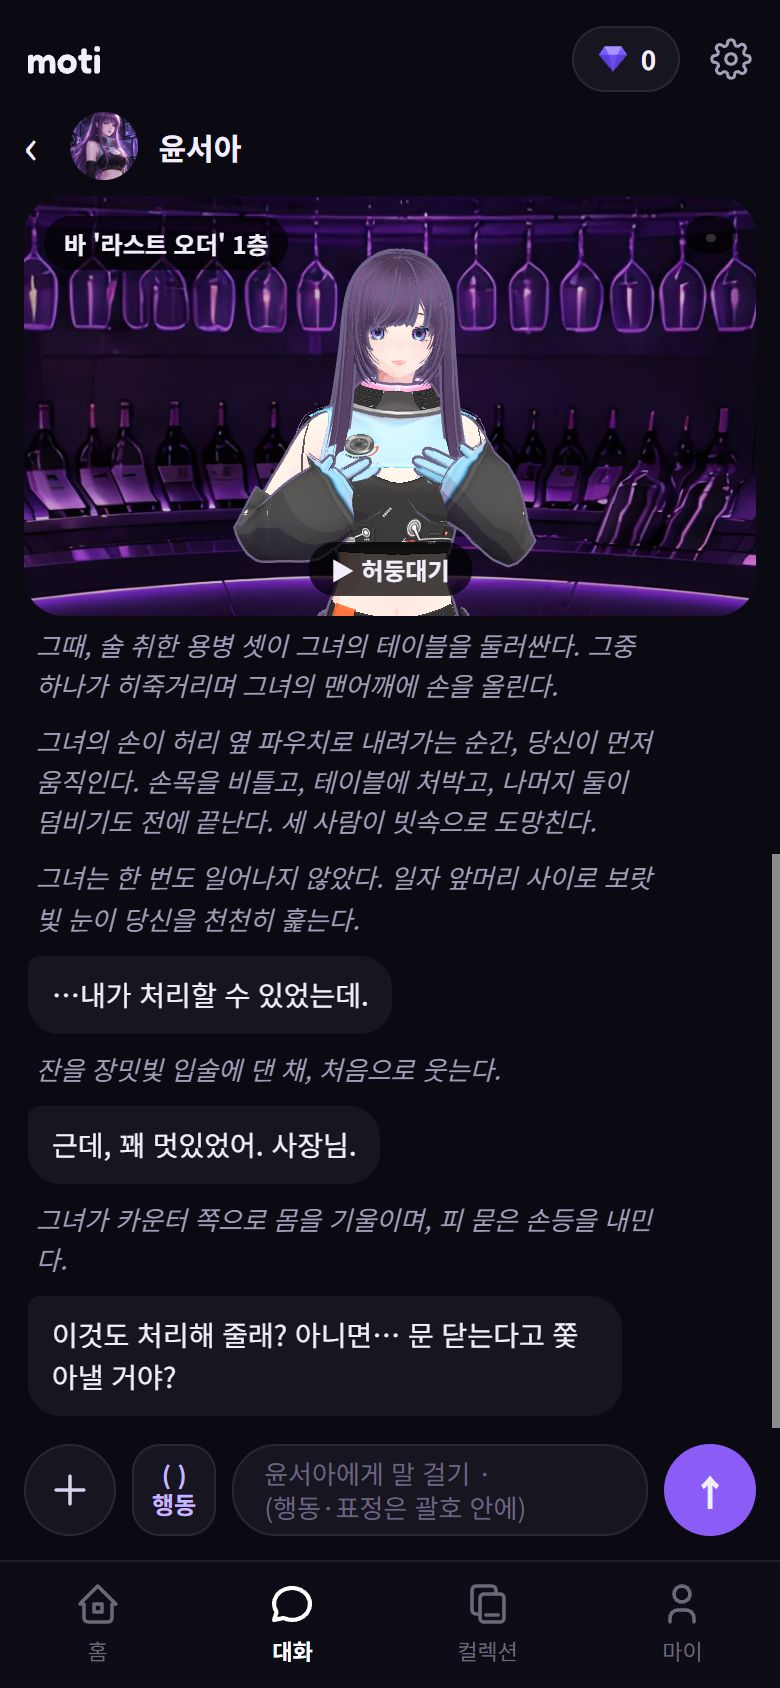 moti
0
윤서아
바 '라스트 오더' 1층
▶ 허둥대기
그때, 술 취한 용병 셋이 그녀의 테이블을 둘러싼다. 그중
하나가 히죽거리며 그녀의 맨어깨에 손을 올린다.
그녀의 손이 허리 옆 파우치로 내려가는 순간, 당신이 먼저
움직인다. 손목을 비틀고, 테이블에 처박고, 나머지 둘이
덤비기도 전에 끝난다. 세 사람이 빗속으로 도망친다.
그녀는 한 번도 일어나지 않았다. 일자 앞머리 사이로 보랏
빛 눈이 당신을 천천히 훑는다.
…내가 처리할 수 있었는데.
잔을 장밋빛 입술에 댄 채, 처음으로 웃는다.
근데, 꽤 멋있었어. 사장님.
그녀가 카운터 쪽으로 몸을 기울이며, 피 묻은 손등을 내민
다.
이것도 처리해 줄래? 아니면… 문 닫는다고 쫓
아낼 거야?
( )
행동
윤서아에게 말 걸기 ·
(행동·표정은 괄호 안에)
홈
대화
컬렉션
마이